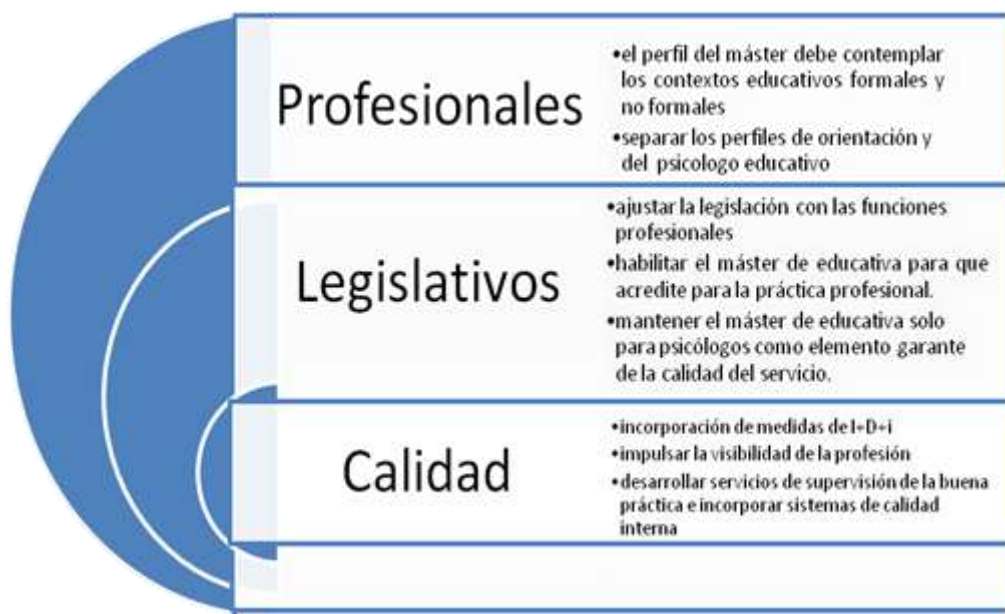 Profesionales
•el perfil del máster debe contemplar
los contextos educativos formales y
no formales
•separar los perfiles de orientación y
del psicologo educativo
Legislativos
•ajustar la legislación con las funciones
profesionales
•habilitar el máster de educativa para que
acredite para la práctica profesional.
•mantener el máster de educativa solo
para psicólogos como elemento garante
de la calidad del servicio.
Calidad
•incorporación de medidas de I+D+i
•impulsar la visibilidad de la profesión
•desarrollar servicios de supervisión de la buena
práctica e incorporar sistemas de calidad
interna